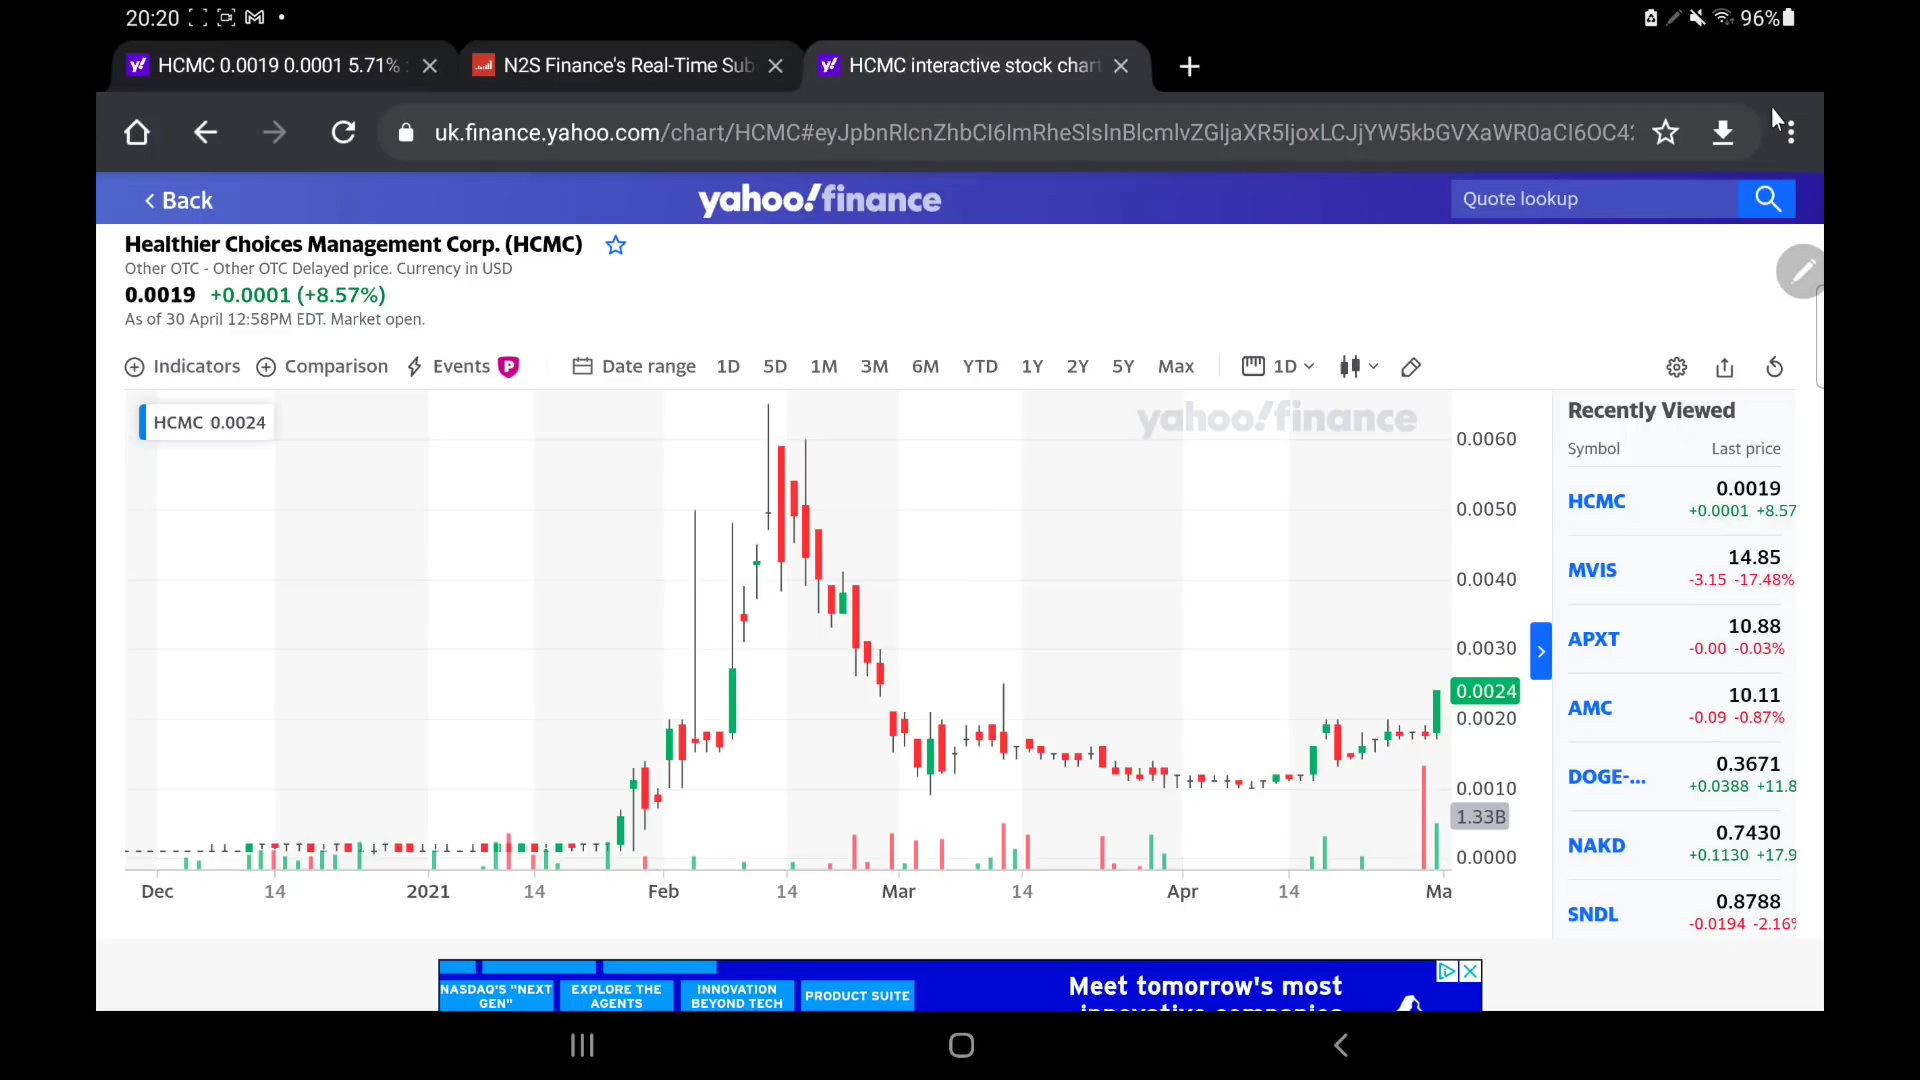 20:20
96%
HCMC 0.0019 0.0001 5.71%
N2S Finance's Real-Time Sub
HCMC interactive stock chart
uk.finance.yahoo.com/chart/HCMC#eyJpbnRlcnZhbCI6ImRheSIsInBlcmlvZGljaXR5IjoxLCJjYW5kbGVXaWR0aCI6OC42
Back
yahoo!finance
Quote lookup
Healthier Choices Management Corp. (HCMC)
Other OTC - Other OTC Delayed price. Currency in USD
0.0019 +0.0001 (+8.57%)
As of 30 April 12:58PM EDT. Market open.
Indicators Comparison Events P Date range 1D 5D 1M 3M 6M YTD 1Y 2Y 5Y Max 1D
HCMC 0.0024
yahoo!finance
0.0060
0.0050
0.0040
0.0030
0.0024
0.0020
0.0010
1.33B
0.0000
Dec 14 2021 14 Feb 14 Mar 14 Apr 14 Ma
Recently Viewed
Symbol Last price
HCMC 0.0019
+0.0001 +8.57
MVIS 14.85
-3.15 -17.48%
APXT 10.88
-0.00 -0.03%
AMC 10.11
-0.09 -0.87%
DOGE-... 0.3671
+0.0388 +11.8
NAKD 0.7430
+0.1130 +17.9
SNDL 0.8788
-0.0194 -2.16%
NASDAQ'S "NEXT GEN"
EXPLORE THE AGENTS
INNOVATION BEYOND TECH
PRODUCT SUITE
Meet tomorrow's most
innovative companies